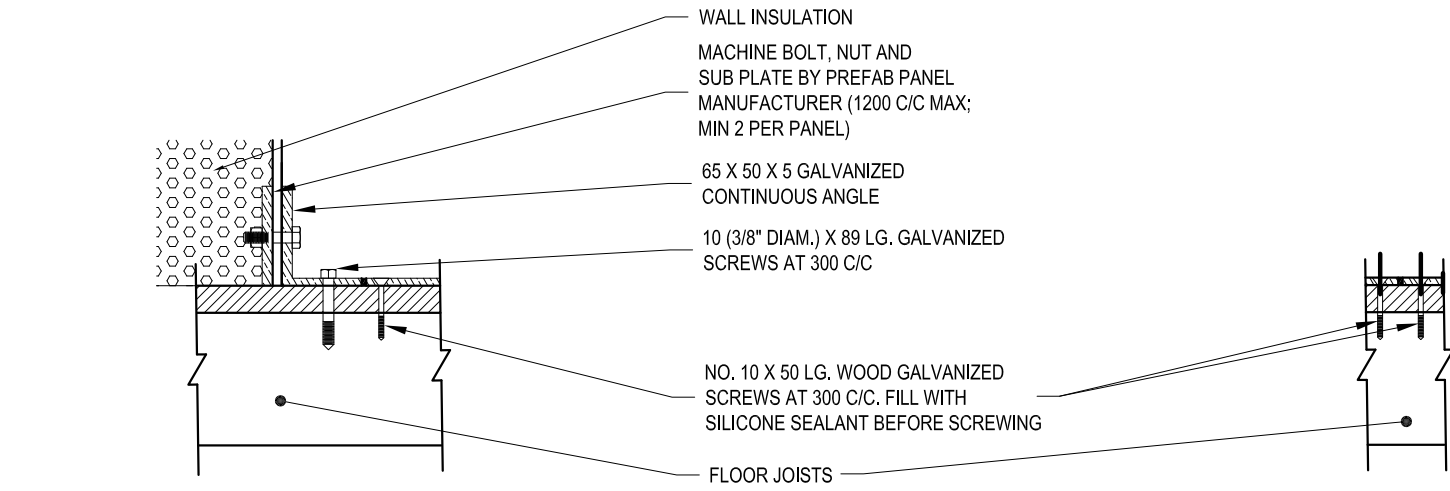 WALL INSULATION
MACHINE BOLT, NUT AND
SUB PLATE BY PREFAB PANEL
MANUFACTURER (1200 C/C MAX;
MIN 2 PER PANEL)
65 X 50 X 5 GALVANIZED
CONTINUOUS ANGLE
10 (3/8" DIAM.) X 89 LG. GALVANIZED
SCREWS AT 300 C/C
NO. 10 X 50 LG. WOOD GALVANIZED
SCREWS AT 300 C/C. FILL WITH
SILICONE SEALANT BEFORE SCREWING
FLOOR JOISTS